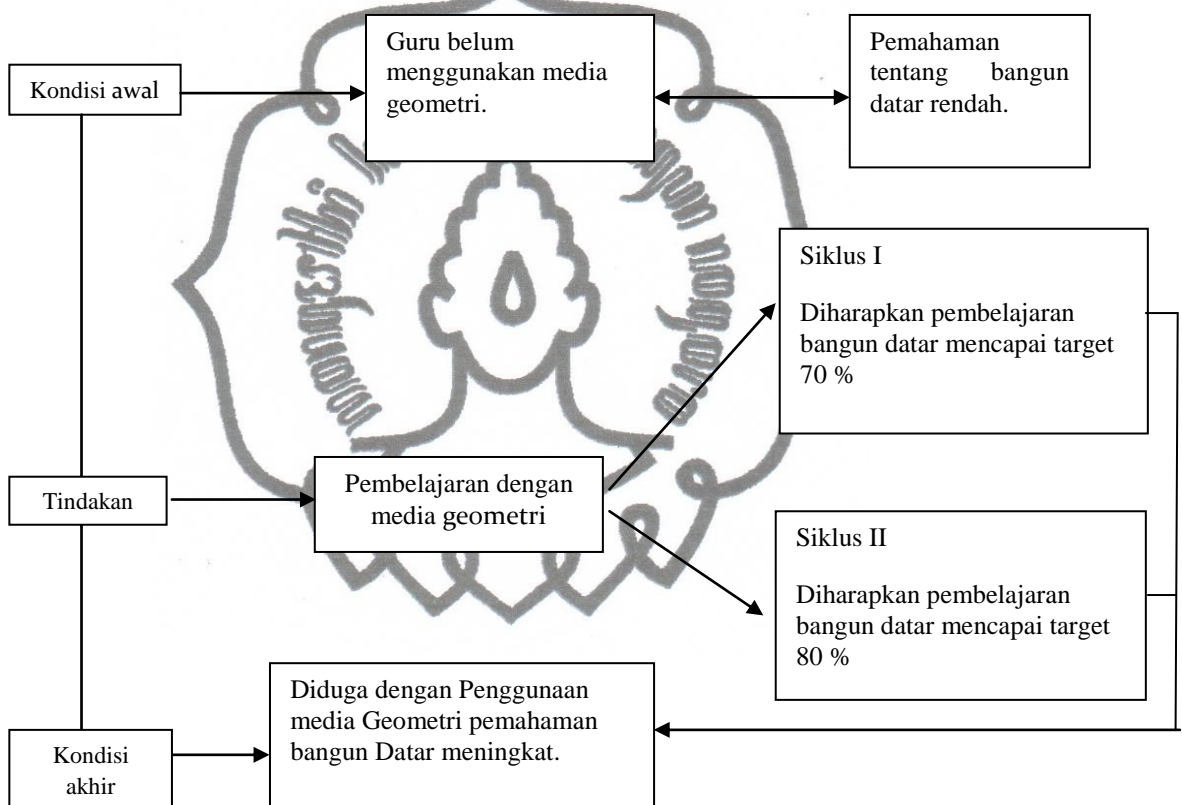 Kondisi awal
Guru belum
menggunakan media
geometri.
Pemahaman
tentang bangun
datar rendah.
Siklus I
Diharapkan pembelajaran
bangun datar mencapai target
70 %
Tindakan
Pembelajaran dengan
media geometri
Siklus II
Diharapkan pembelajaran
bangun datar mencapai target
80 %
Kondisi
akhir
Diduga dengan Penggunaan
media Geometri pemahaman
bangun Datar meningkat.